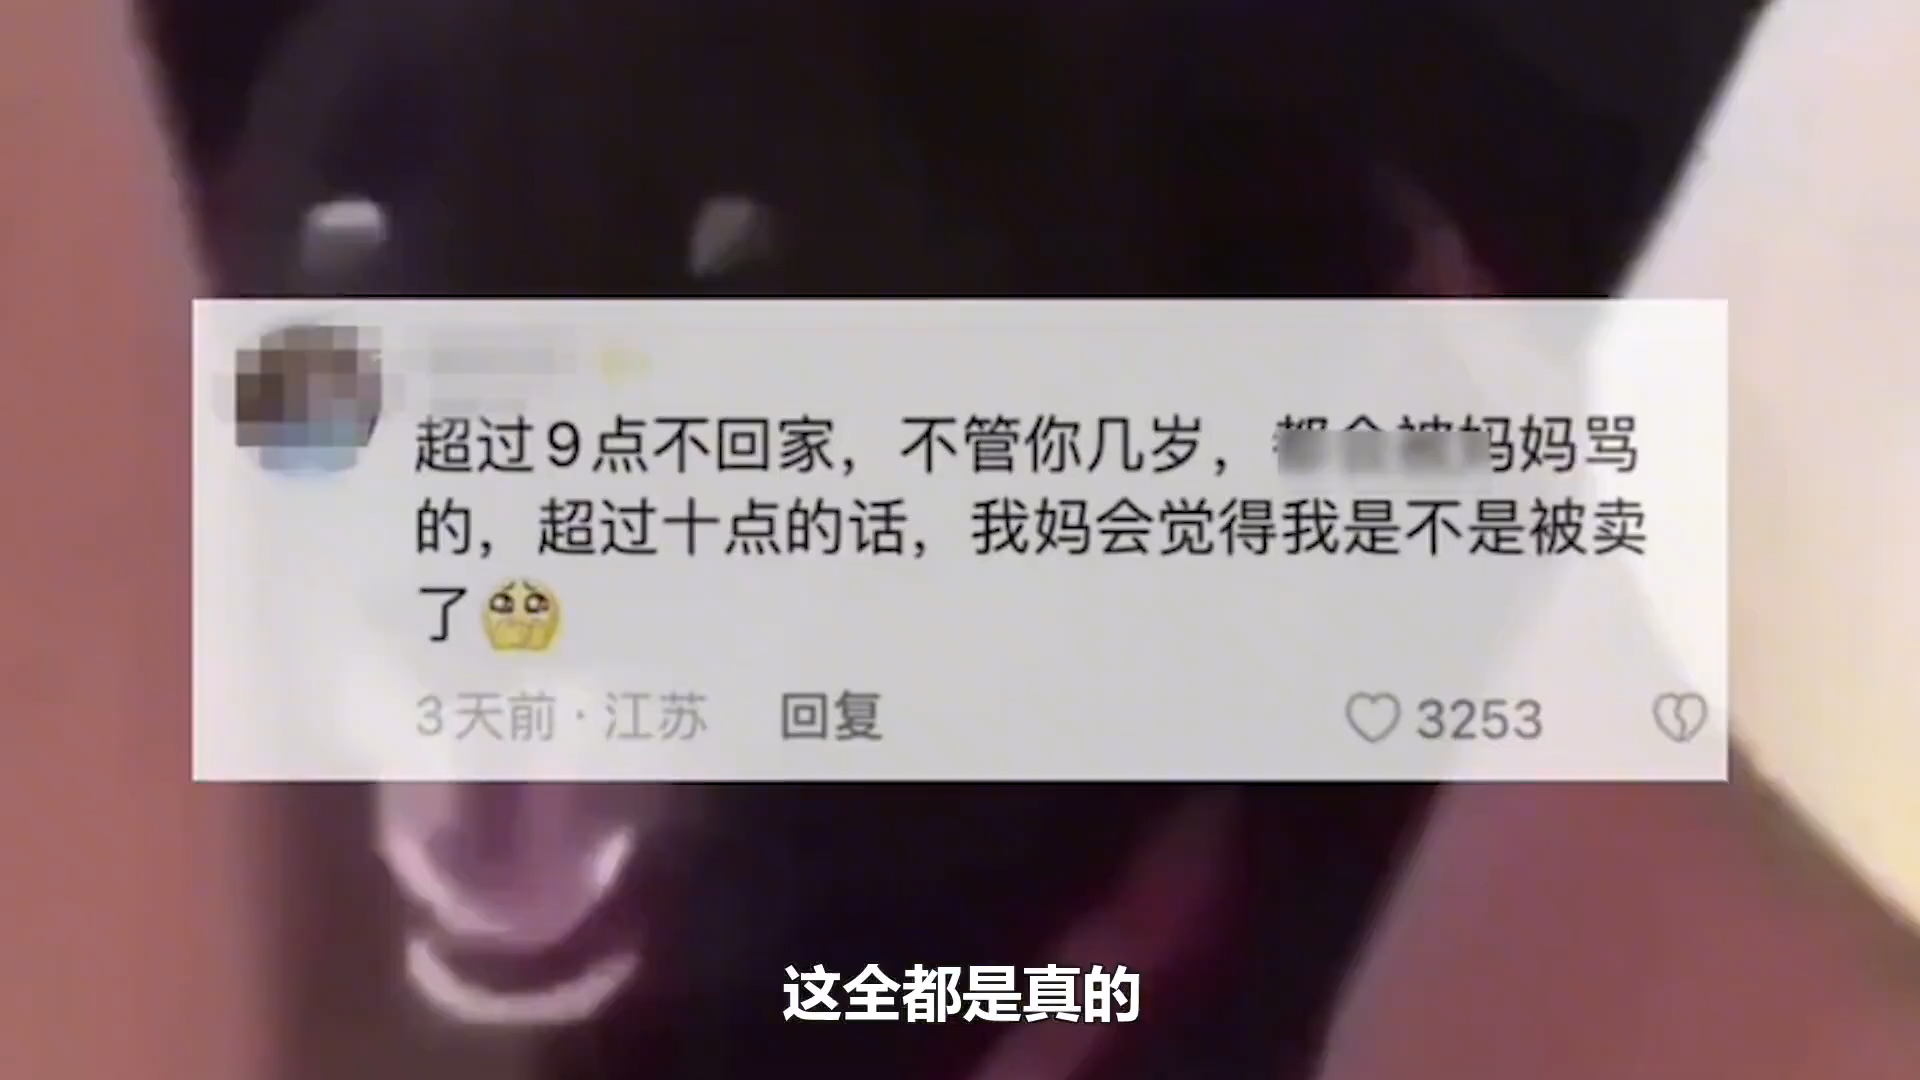 超过9点不回家，不管你几岁，妈妈骂
的，超过十点的话，我妈会觉得我是不是被卖
了
3天前·江苏 回复 3253
这全都是真的